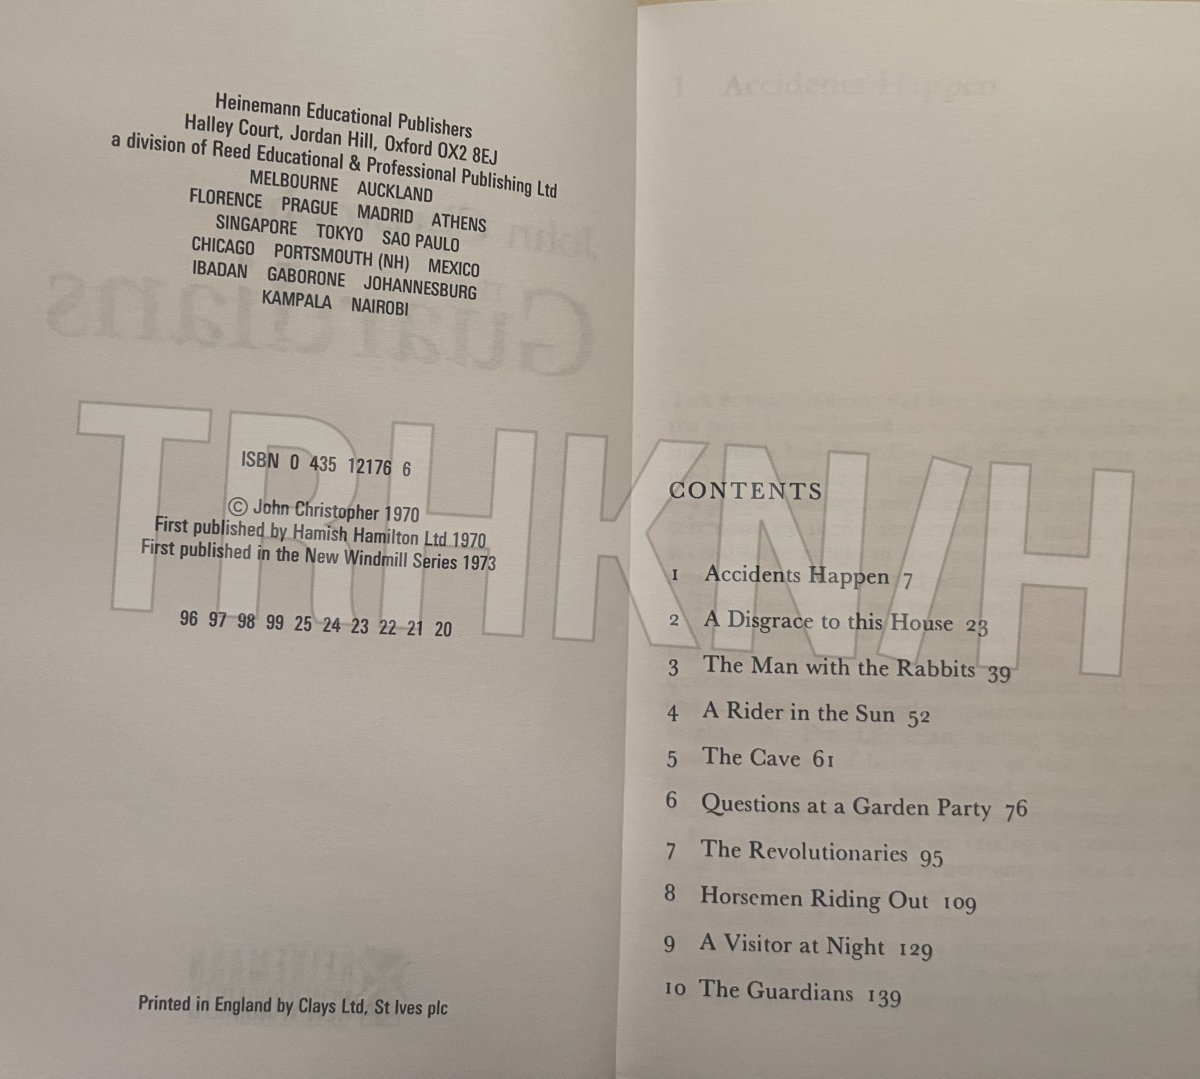 Heinemann Educational Publishers
Halley Court, Jordan Hill, Oxford OX2 8EJ
a division of Reed Educational & Professional Publishing Ltd
MELBOURNE AUCKLAND
FLORENCE PRAGUE MADRID ATHENS
SINGAPORE TOKYO SAO PAULO
CHICAGO PORTSMOUTH (NH) MEXICO
IBADAN GABORONE JOHANNESBURG
KAMPALA NAIROBI
ISBN 0 435 12176 6
© John Christopher 1970
First published by Hamish Hamilton Ltd 1970
First published in the New Windmill Series 1973
96 97 98 99 25 24 23 22 21 20
Printed in England by Clays Ltd, St Ives plc
TRHKN/H
1 Accidents Happen
CONTENTS
1 Accidents Happen 7
2 A Disgrace to this House 23
3 The Man with the Rabbits 39
4 A Rider in the Sun 52
5 The Cave 61
6 Questions at a Garden Party 76
7 The Revolutionaries 95
8 Horsemen Riding Out 109
9 A Visitor at Night 129
10 The Guardians 139